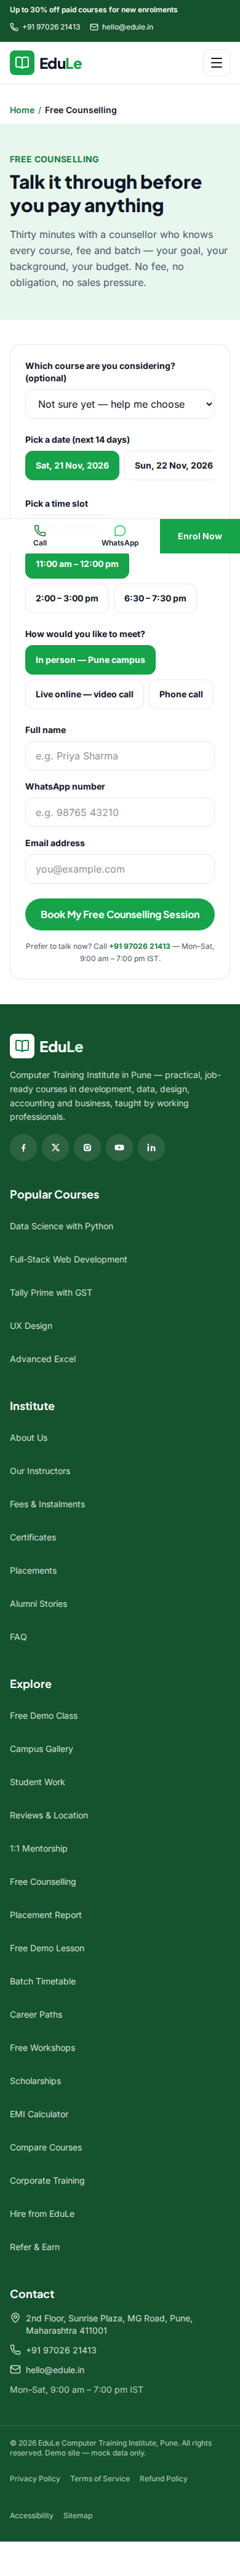 Up to 30% off paid courses for new enrolments
+91 97026 21413
hello@edule.in
EduLe
Home / Free Counselling
FREE COUNSELLING
Talk it through before
you pay anything
Thirty minutes with a counsellor who knows
every course, fee and batch — your goal, your
background, your budget. No fee, no
obligation, no sales pressure.
Which course are you considering?
(optional)
Not sure yet — help me choose
Pick a date (next 14 days)
Sat, 21 Nov, 2026
Sun, 22 Nov, 2026
Pick a time slot
Call
WhatsApp
Enrol Now
11:00 am – 12:00 pm
2:00 – 3:00 pm
6:30 – 7:30 pm
How would you like to meet?
In person — Pune campus
Live online — video call
Phone call
Full name
e.g. Priya Sharma
WhatsApp number
e.g. 98765 43210
Email address
you@example.com
Book My Free Counselling Session
Prefer to talk now? Call +91 97026 21413 — Mon–Sat,
9:00 am – 7:00 pm IST.
EduLe
Computer Training Institute in Pune — practical, job-
ready courses in development, data, design,
accounting and business, taught by working
professionals.
Popular Courses
Data Science with Python
Full-Stack Web Development
Tally Prime with GST
UX Design
Advanced Excel
Institute
About Us
Our Instructors
Fees & Instalments
Certificates
Placements
Alumni Stories
FAQ
Explore
Free Demo Class
Campus Gallery
Student Work
Reviews & Location
1:1 Mentorship
Free Counselling
Placement Report
Free Demo Lesson
Batch Timetable
Career Paths
Free Workshops
Scholarships
EMI Calculator
Compare Courses
Corporate Training
Hire from EduLe
Refer & Earn
Contact
2nd Floor, Sunrise Plaza, MG Road, Pune,
Maharashtra 411001
+91 97026 21413
hello@edule.in
Mon–Sat, 9:00 am – 7:00 pm IST
© 2026 EduLe Computer Training Institute, Pune. All rights
reserved. Demo site — mock data only.
Privacy Policy
Terms of Service
Refund Policy
Accessibility
Sitemap